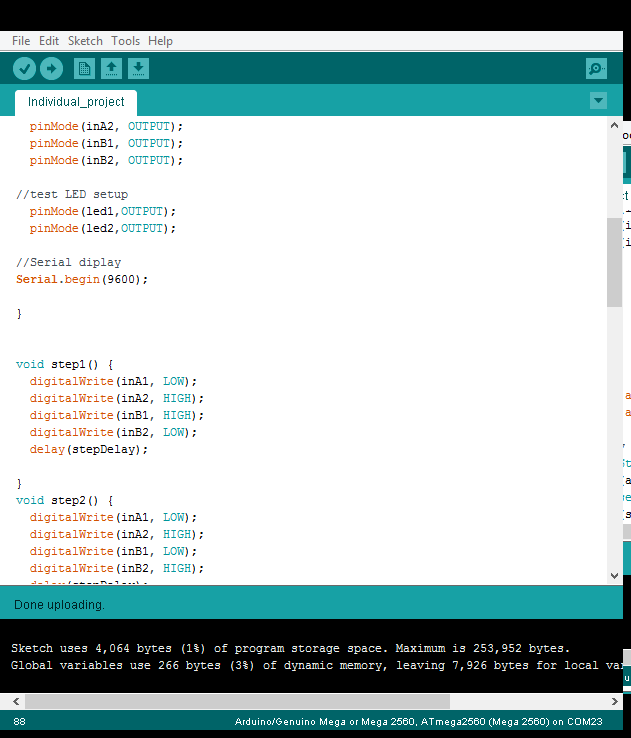 File Edit Sketch Tools Help
Individual_project
pinMode(inA2, OUTPUT);
pinMode(inB1, OUTPUT);
pinMode(inB2, OUTPUT);
//test LED setup
pinMode(led1,OUTPUT);
pinMode(led2,OUTPUT);
//Serial diplay
Serial.begin(9600);
}
void step1() {
digitalWrite(inA1, LOW);
digitalWrite(inA2, HIGH);
digitalWrite(inB1, HIGH);
digitalWrite(inB2, LOW);
delay(stepDelay);
}
void step2() {
digitalWrite(inA1, LOW);
digitalWrite(inA2, HIGH);
digitalWrite(inB1, LOW);
digitalWrite(inB2, HIGH);
delay(stepDelay);
Done uploading.
Sketch uses 4,064 bytes (1%) of program storage space. Maximum is 253,952 bytes.
Global variables use 266 bytes (3%) of dynamic memory, leaving 7,926 bytes for local var
88
Arduino/Genuino Mega or Mega 2560, ATmega2560 (Mega 2560) on COM23